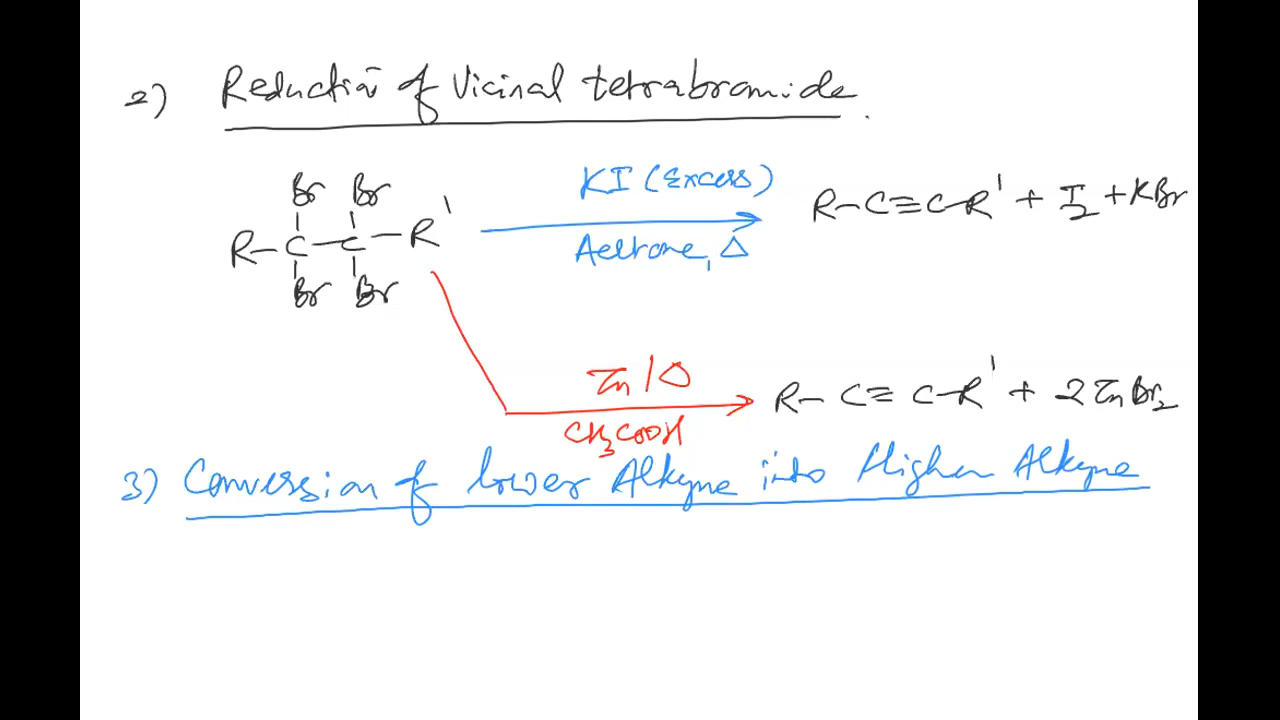 2) Reduction of Vicinal tetrabromide.
Br Br
KI (Excess)
R-C≡C-R' + I2 + KBr
R-C-C-R'
Acetone, Δ
Br Br
Zn / Δ
R-C≡C-R' + 2ZnBr2
CH3COOH
3) Conversion of lower Alkyne into Higher Alkyne